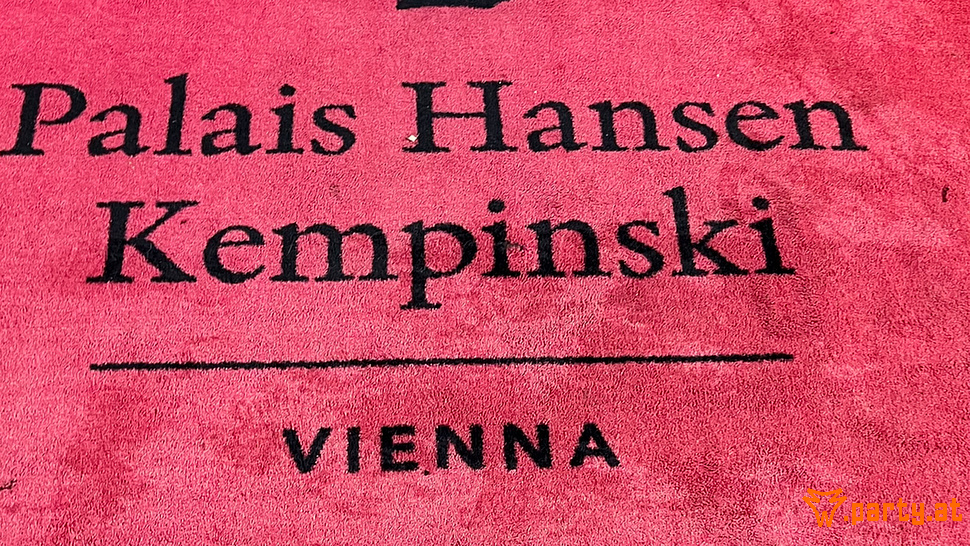 Palais Hansen
Kempinski
VIENNA
party.at